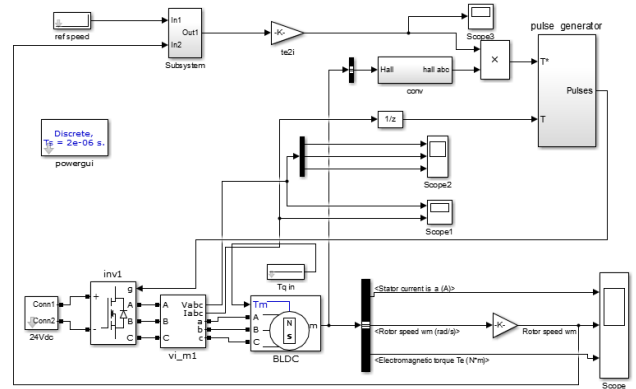 pulse generator
In1
In2
Out1
ref speed
Subsystem
-K-
te2i
Scope3
×
T*
Pulses
T
Hall
hall abc
conv
1/z
Discrete,
Ts = 2e-06 s.
powergui
Scope2
Scope1
inv1
g
+
-
A
B
C
Conn1
Conn2
24Vdc
A
B
C
Vabc
Iabc
a
b
c
vi_m1
Tq in
Tm
A
B
C
N
S
m
BLDC
<Stator current is_a (A)>
<Rotor speed wm (rad/s)>
-K-
Rotor speed wm
<Electromagnetic torque Te (N*m)>
Scope